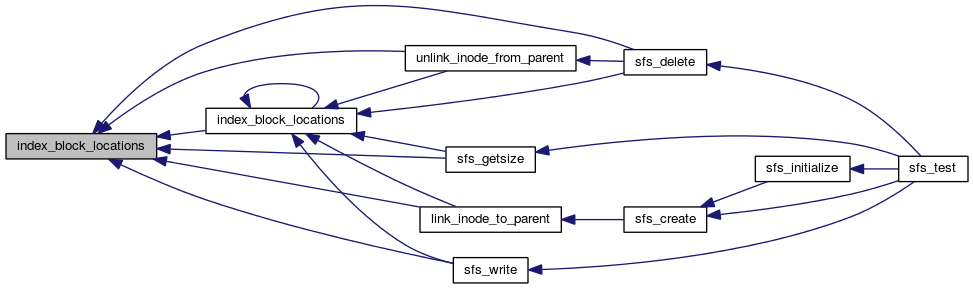 unlink_inode_from_parent
sfs_delete
index_block_locations
index_block_locations
sfs_getsize
sfs_initialize
sfs_test
link_inode_to_parent
sfs_create
sfs_write